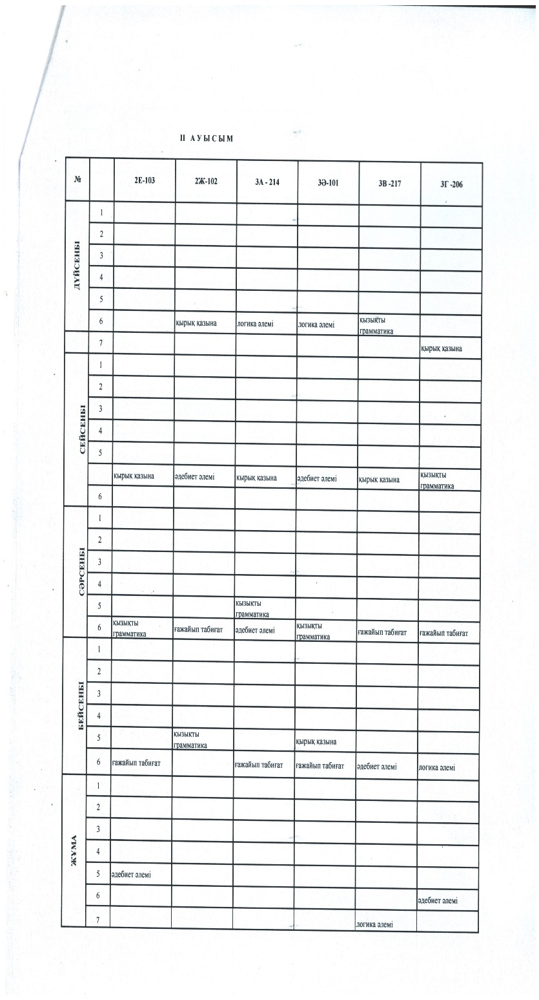 II АУЫСЫМ
№ 2Е-103 2Ж-102 3А - 214 3Ә-101 3В -217 3Г -206
ДҮЙСЕНБІ
1
2
3
4
5
6 қырық қазына логика әлемі логика әлемі қызықты
грамматика
7 қырық қазына
СЕЙСЕНБІ
1
2
3
4
5
қырық қазына әдебиет әлемі қырық қазына әдебиет әлемі қырық қазына қызықты
грамматика
6
СӘРСЕНБІ
1
2
3
4
5 қызықты
грамматика
6 қызықты
грамматика ғажайып табиғат әдебиет әлемі қызықты
грамматика ғажайып табиғат ғажайып табиғат
БЕЙСЕНБІ
1
2
3
4
5 қызықты
грамматика қырық қазына
6 ғажайып табиғат ғажайып табиғат ғажайып табиғат әдебиет әлемі логика әлемі
ЖҰМА
1
2
3
4
5 әдебиет әлемі
6 әдебиет әлемі
7 логика әлемі